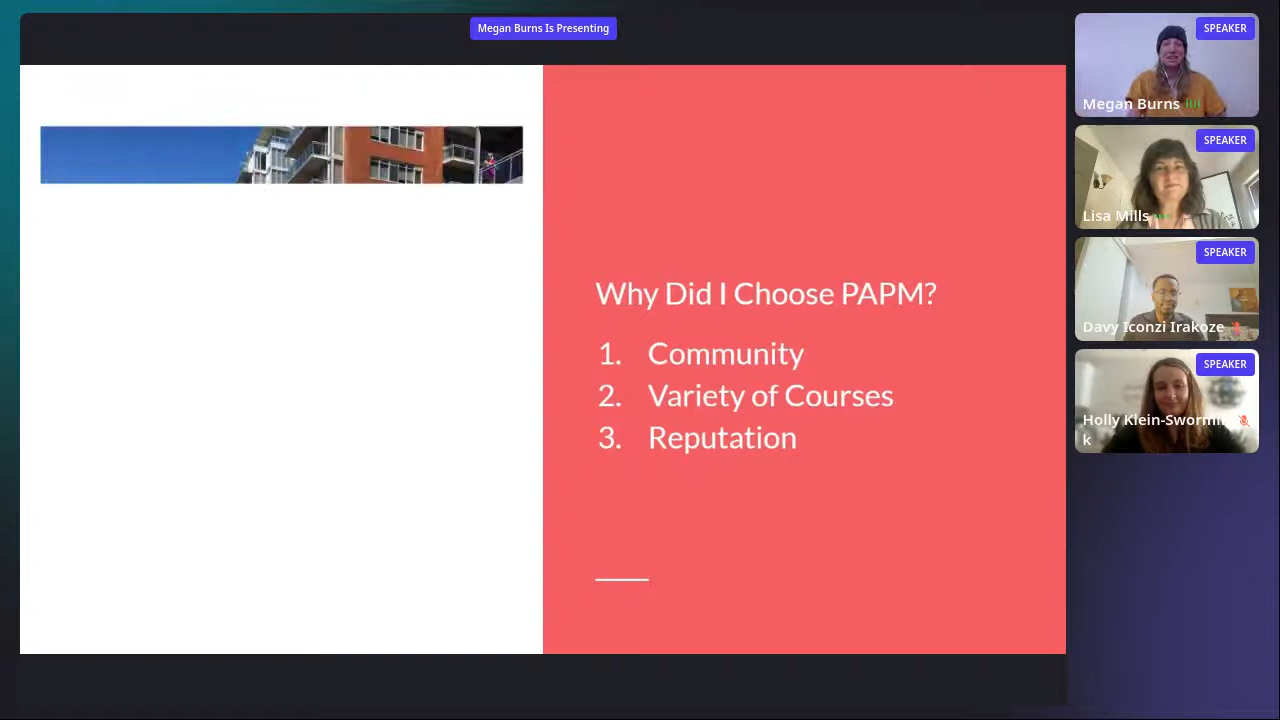 Megan Burns Is Presenting
SPEAKER
Megan Burns
SPEAKER
Lisa Mills
SPEAKER
Davy Iconzi Irakoze
SPEAKER
Holly Klein-Swormin
k
Why Did I Choose PAPM?
1. Community
2. Variety of Courses
3. Reputation